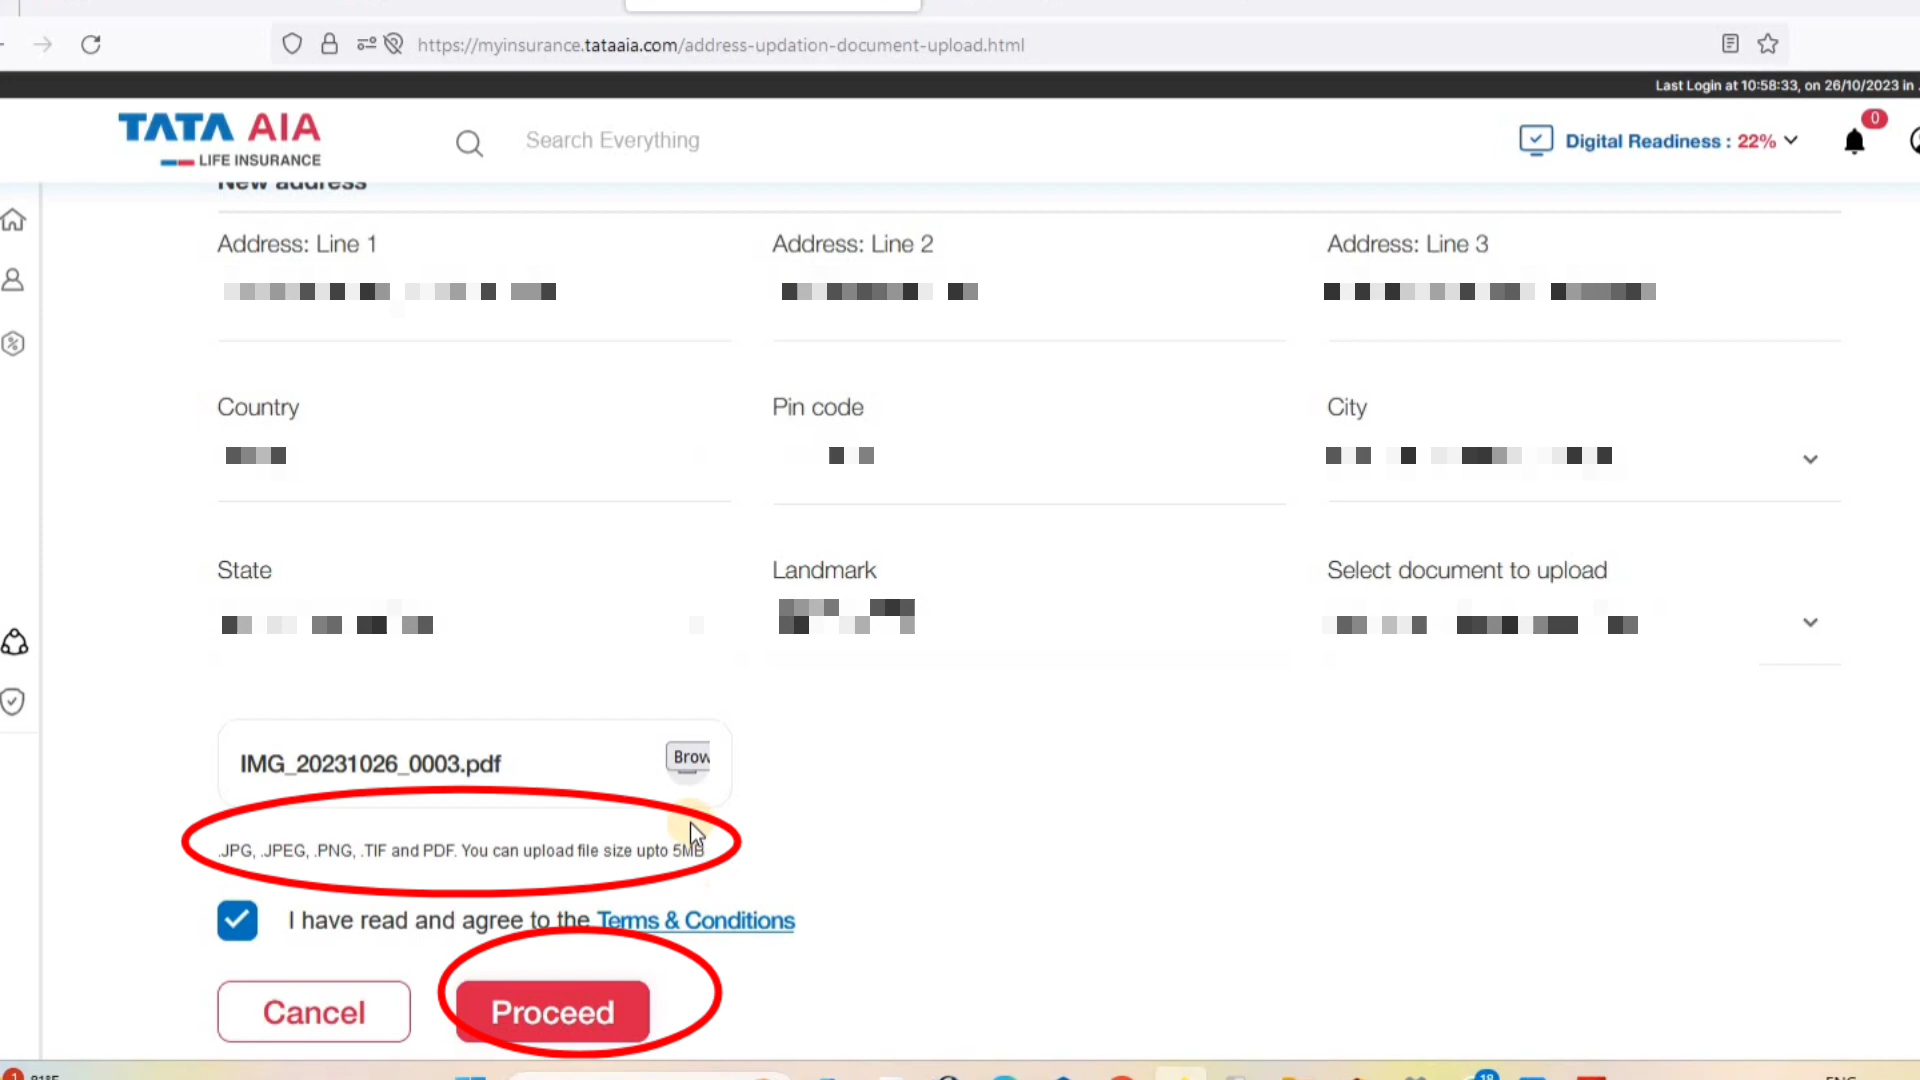 https://myinsurance.tataaia.com/address-updation-document-upload.html
Last Login at 10:58:33, on 26/10/2023 in
TATA AIA
LIFE INSURANCE
Search Everything
Digital Readiness : 22%
0
New address
Address: Line 1
Address: Line 2
Address: Line 3
Country
Pin code
City
State
Landmark
Select document to upload
IMG_20231026_0003.pdf
Brow
.JPG, .JPEG, .PNG, .TIF and PDF. You can upload file size upto 5MB
I have read and agree to the Terms & Conditions
Cancel
Proceed
1
81°F
18
ENG